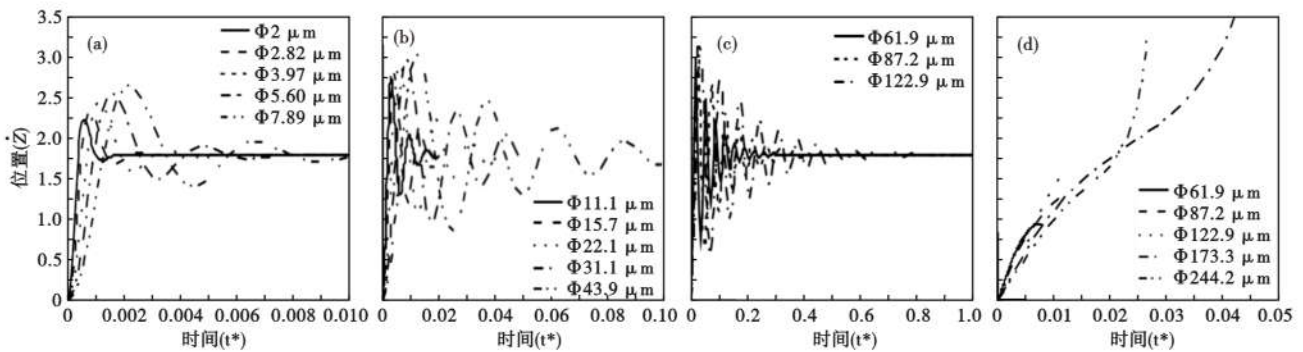 3.5
3.0
2.5
2.0
1.5
1.0
0.5
0
位置(Ż)
(a)
Φ2 μm
Φ2.82 μm
Φ3.97 μm
Φ5.60 μm
Φ7.89 μm
0 0.002 0.006 0.010
时间(t*)
(b)
Φ11.1 μm
Φ15.7 μm
Φ22.1 μm
Φ31.1 μm
Φ43.9 μm
0 0.02 0.04 0.06 0.08 0.10
时间(t*)
(c)
Φ61.9 μm
Φ87.2 μm
Φ122.9 μm
0 0.2 0.4 0.6 0.8 1.0
时间(t*)
(d)
Φ61.9 μm
Φ87.2 μm
Φ122.9 μm
Φ173.3 μm
Φ244.2 μm
0 0.01 0.02 0.03 0.04 0.05
时间(t*)